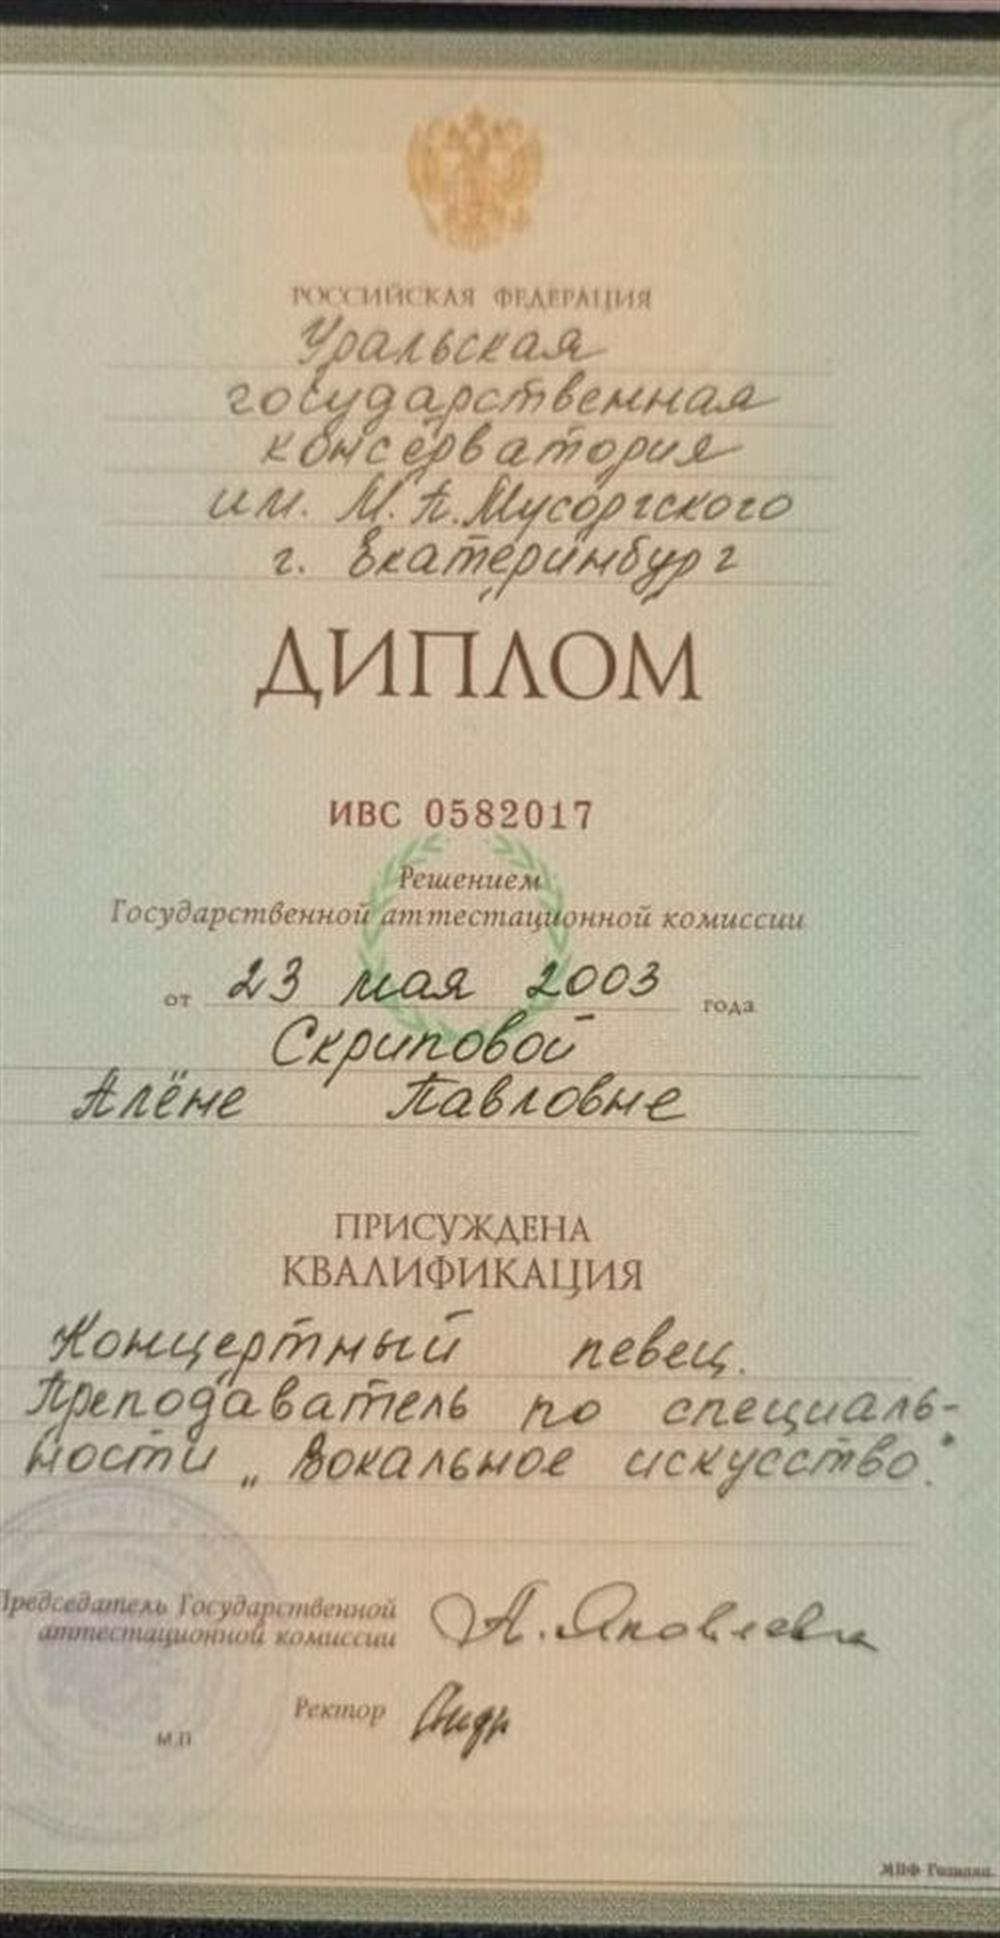 РОССИЙСКАЯ ФЕДЕРАЦИЯ
Уральская
государственная
консерватория
им. М.П.Мусоргского
г. Екатеринбург
ДИПЛОМ
ИВС 0582017
Решением
Государственной аттестационной комиссии
от 23 мая 2003 года
Скриповой
Алёне Павловне
ПРИСУЖДЕНА
КВАЛИФИКАЦИЯ
Концертный певец.
Преподаватель по специаль-
ности „Вокальное искусство."
Председатель Государственной
аттестационной комиссии
Ректор
М.П.
МПФ Гознака.